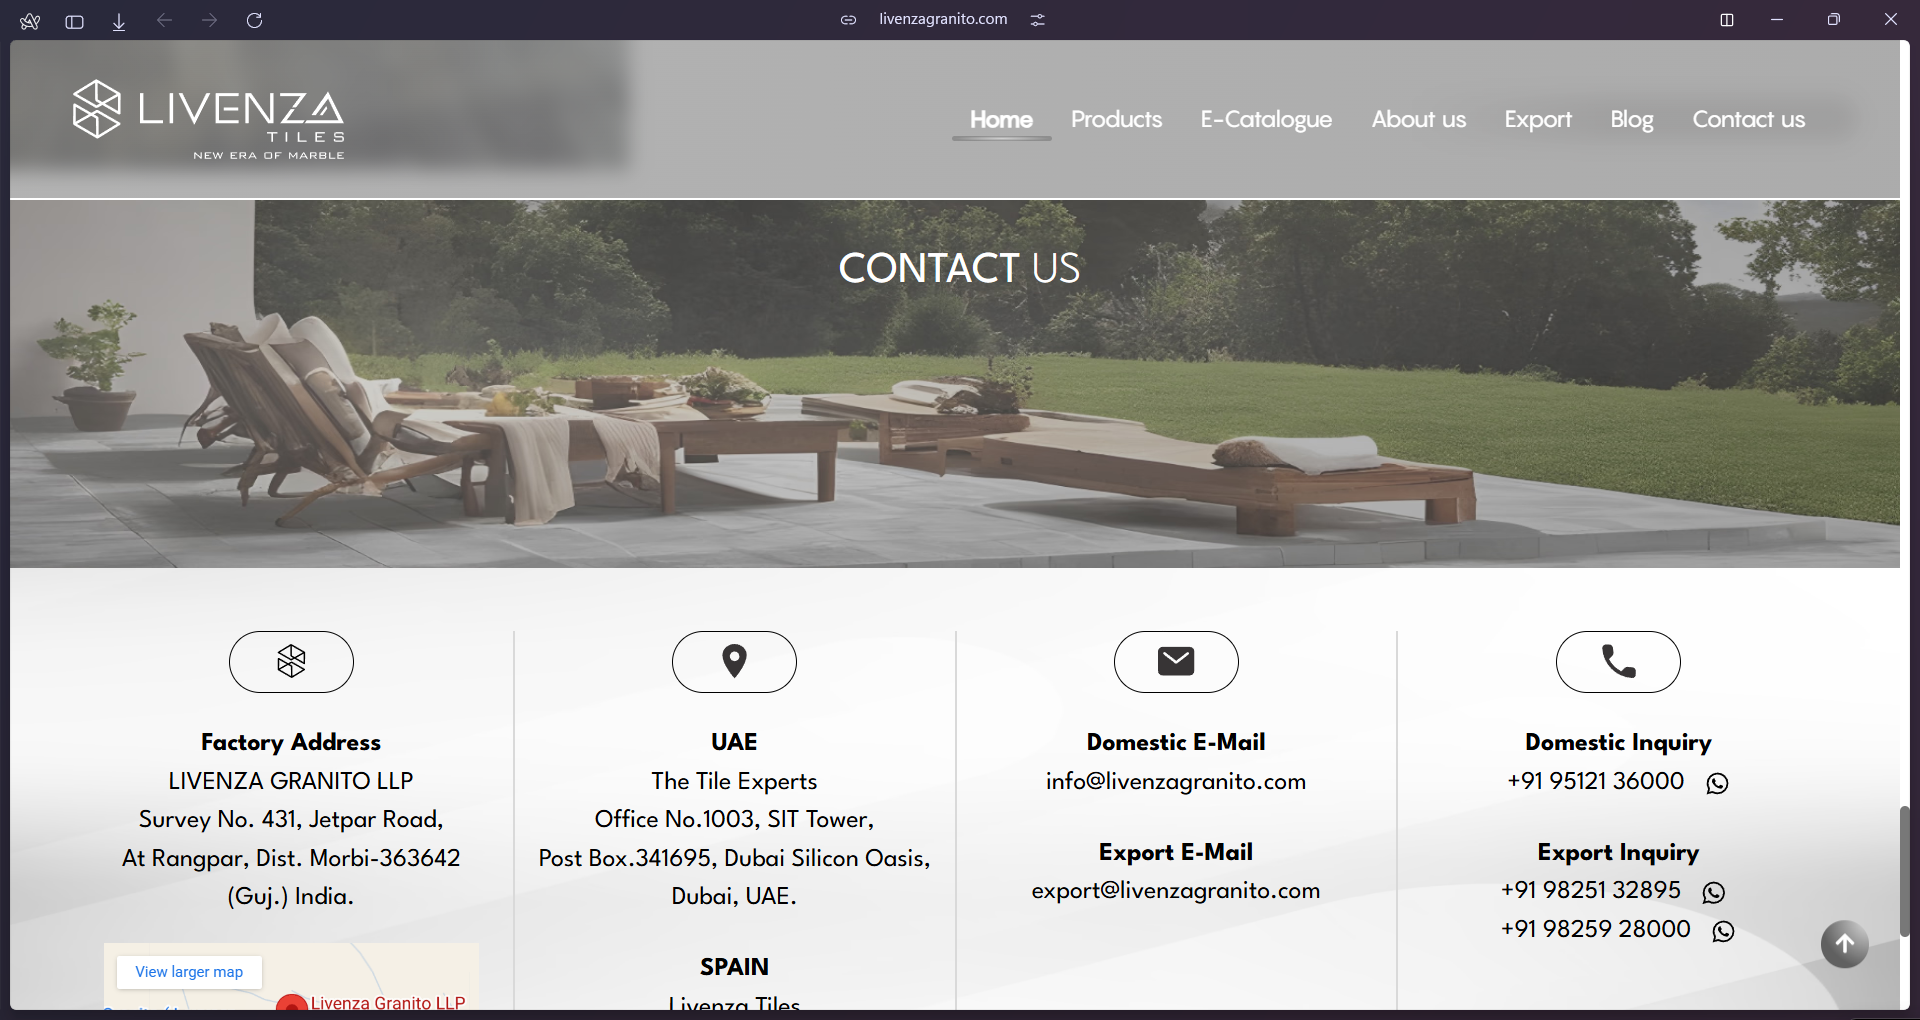 livenzagranito.com
LIVENZA
TILES
NEW ERA OF MARBLE
Home
Products
E-Catalogue
About us
Export
Blog
Contact us
CONTACT US
Factory Address
LIVENZA GRANITO LLP
Survey No. 431, Jetpar Road,
At Rangpar, Dist. Morbi-363642
(Guj.) India.
View larger map
Livenza Granito LLP
UAE
The Tile Experts
Office No.1003, SIT Tower,
Post Box.341695, Dubai Silicon Oasis,
Dubai, UAE.
SPAIN
Livenza Tiles
Domestic E-Mail
info@livenzagranito.com
Export E-Mail
export@livenzagranito.com
Domestic Inquiry
+91 95121 36000
Export Inquiry
+91 98251 32895
+91 98259 28000